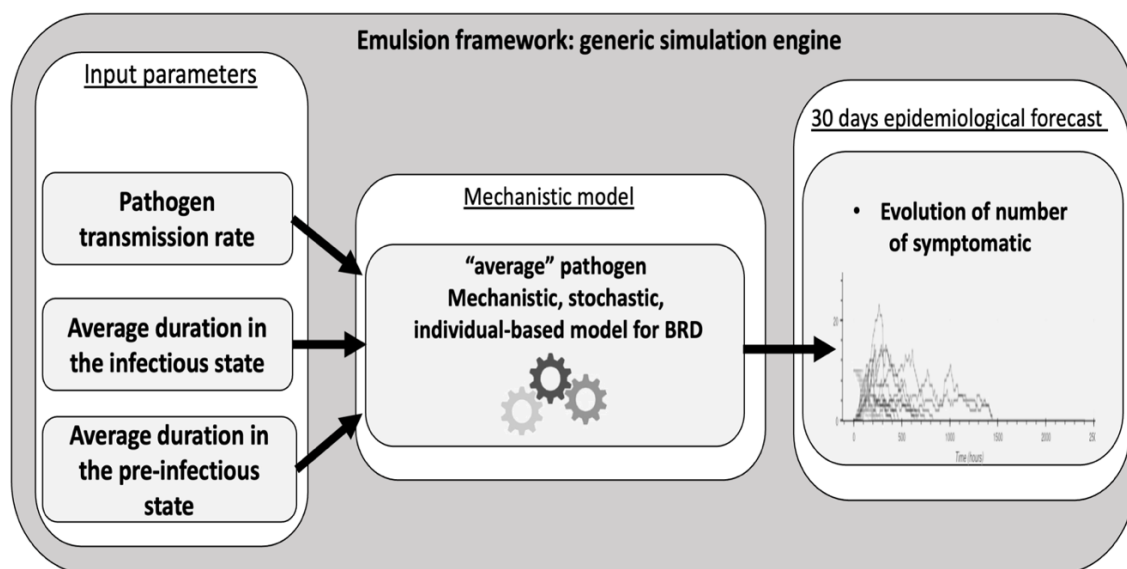 Emulsion framework: generic simulation engine
Input parameters
Pathogen
transmission rate
Average duration in
the infectious state
Average duration in
the pre-infectious
state
Mechanistic model
“average” pathogen
Mechanistic, stochastic,
individual-based model for BRD
30 days epidemiological forecast
• Evolution of number
of symptomatic
0 500 1000 1500 2000
Time (hours)